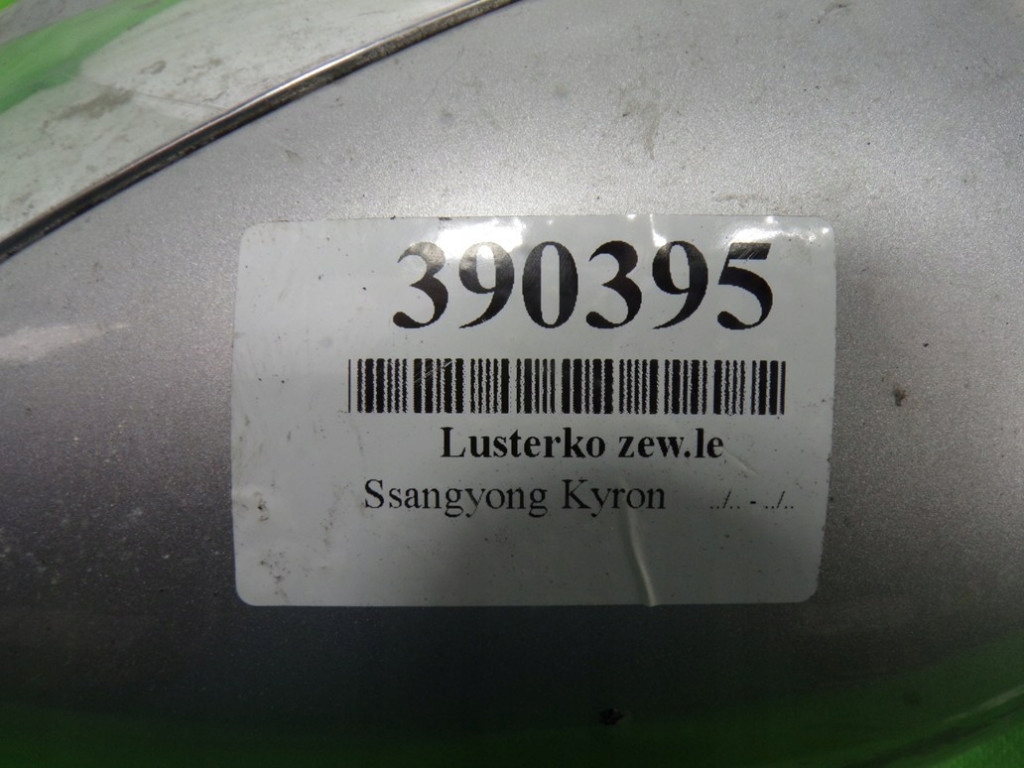 390395
Lusterko zew.le
Ssangyong Kyron ../.. - ../..